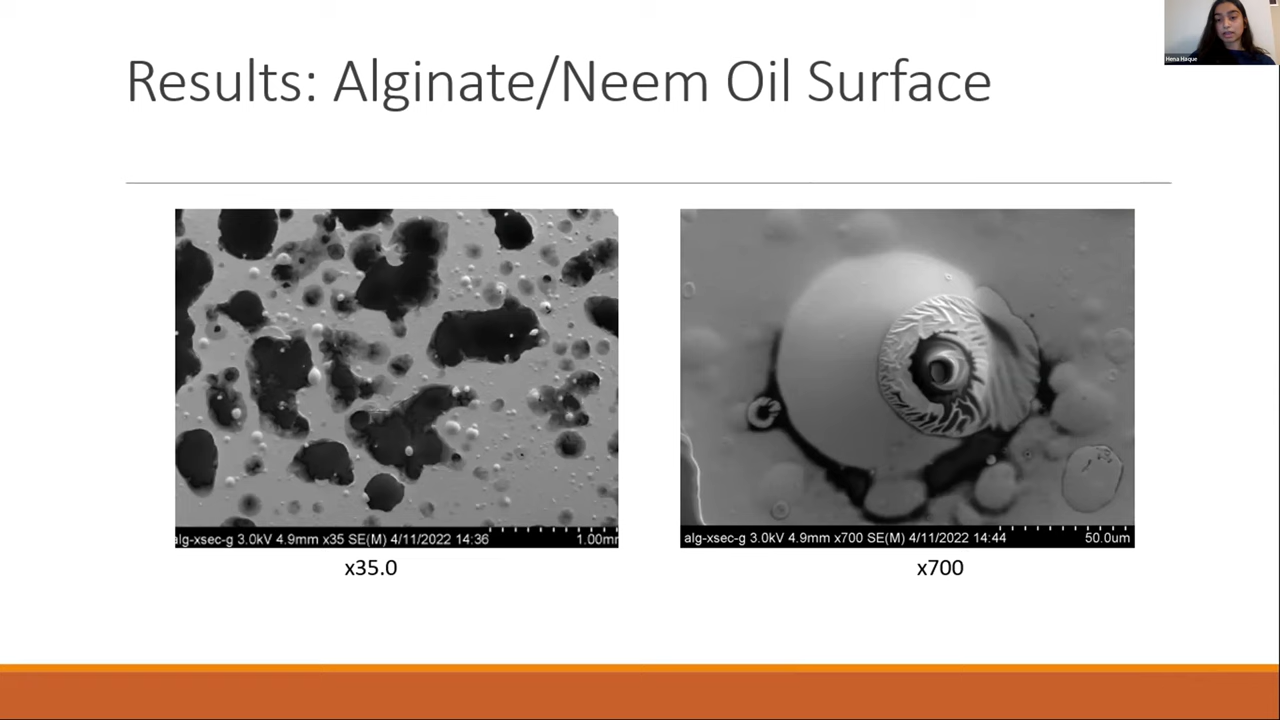 Hena Haque
Results: Alginate/Neem Oil Surface
alg-xsec-g 3.0kV 4.9mm x35 SE(M) 4/11/2022 14:36 1.00mm
alg-xsec-g 3.0kV 4.9mm x700 SE(M) 4/11/2022 14:44 50.0um
x35.0
x700